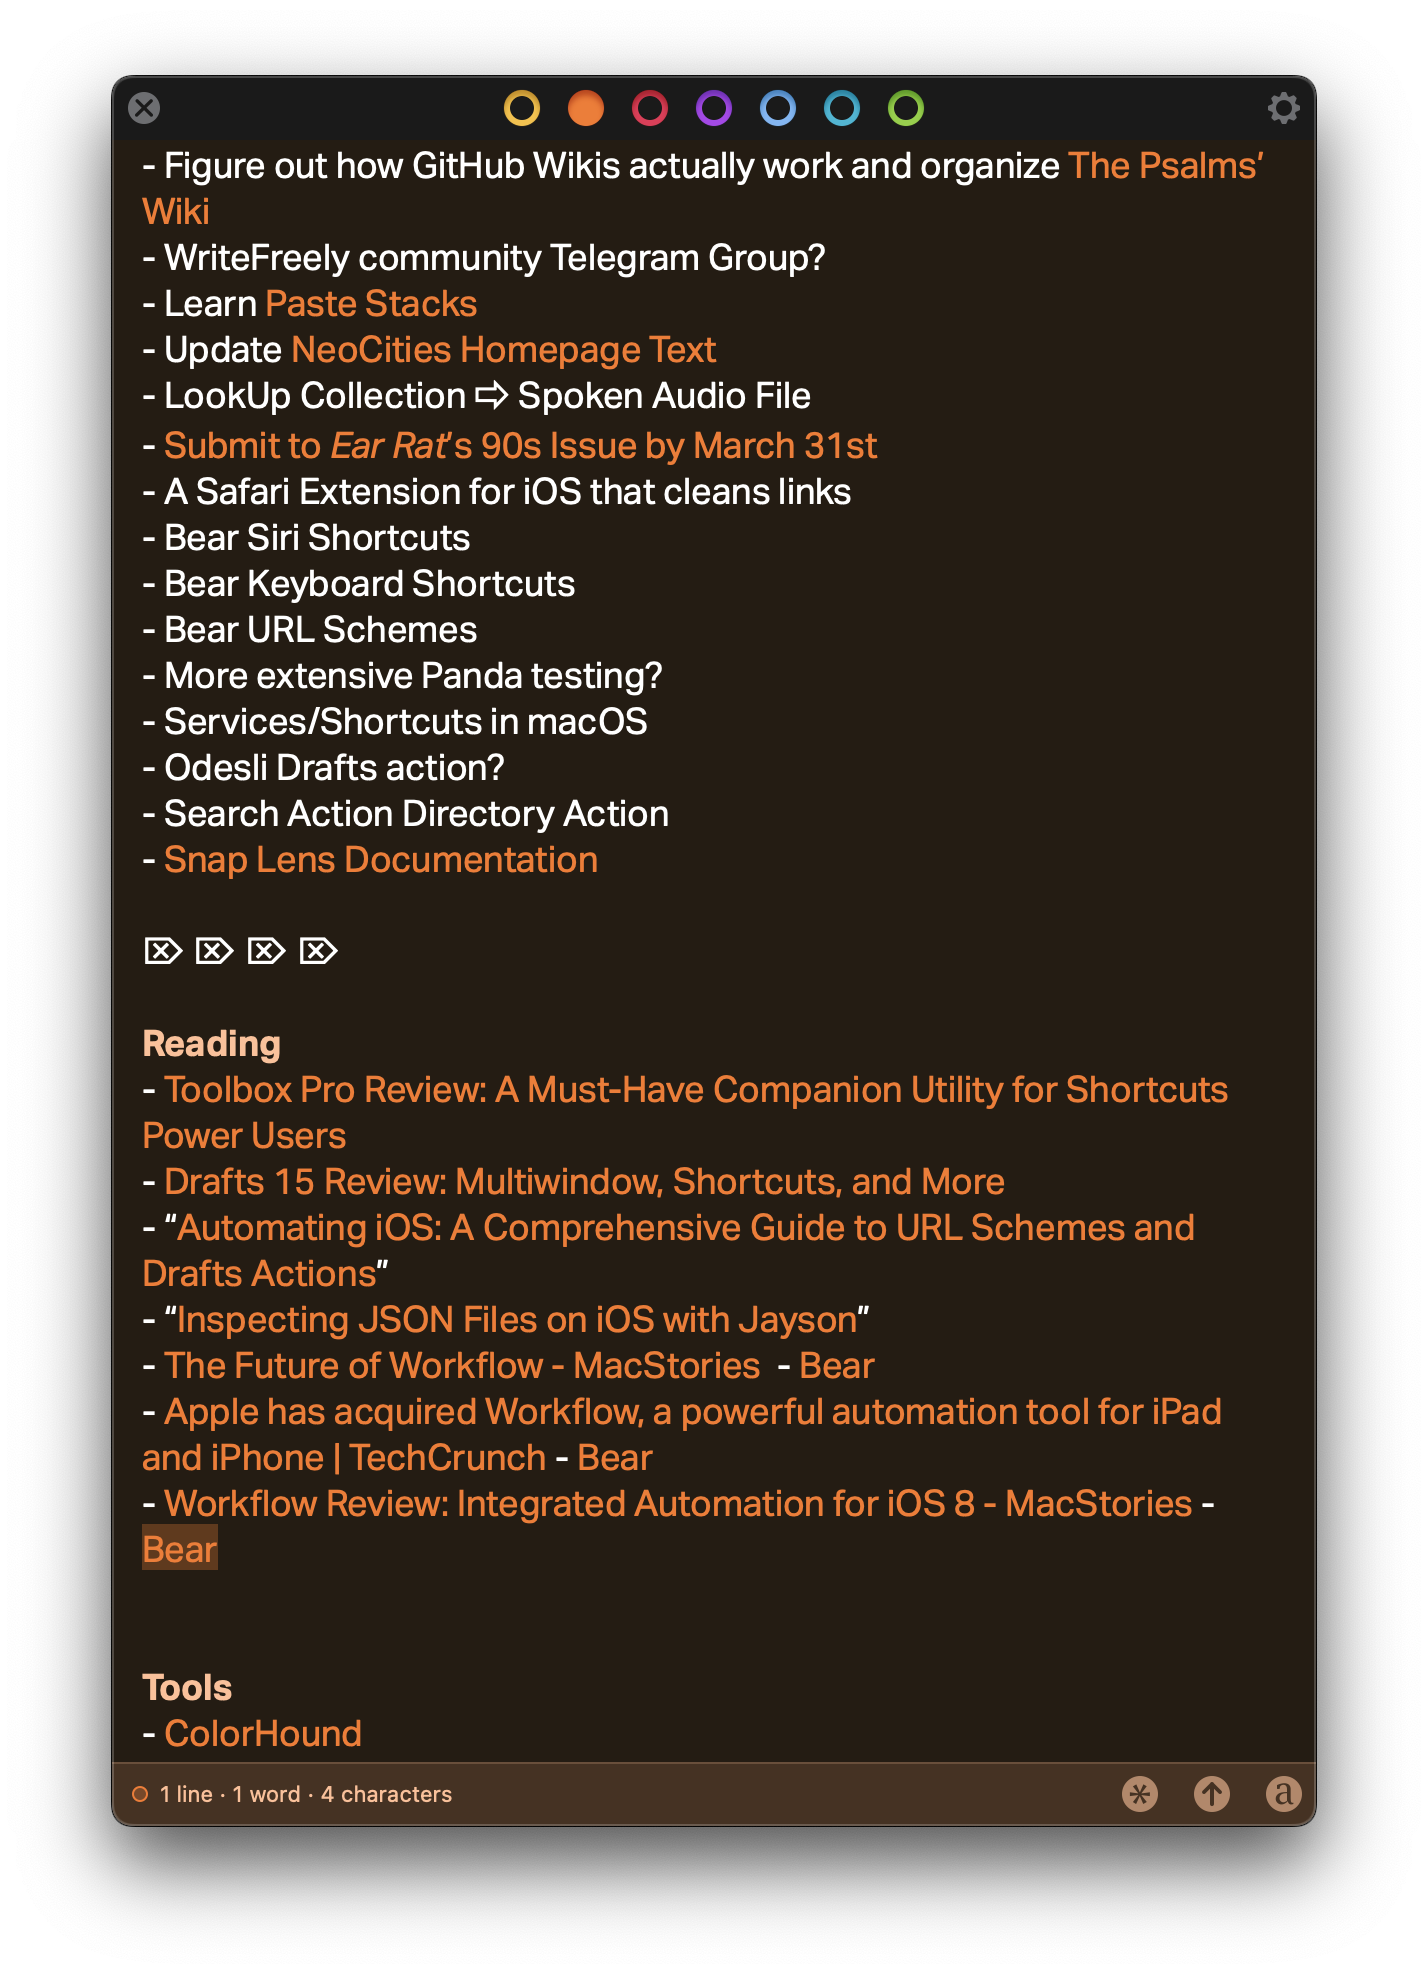 - Figure out how GitHub Wikis actually work and organize The Psalms’
Wiki
- WriteFreely community Telegram Group?
- Learn Paste Stacks
- Update NeoCities Homepage Text
- LookUp Collection ⇨ Spoken Audio File
- Submit to Ear Rat’s 90s Issue by March 31st
- A Safari Extension for iOS that cleans links
- Bear Siri Shortcuts
- Bear Keyboard Shortcuts
- Bear URL Schemes
- More extensive Panda testing?
- Services/Shortcuts in macOS
- Odesli Drafts action?
- Search Action Directory Action
- Snap Lens Documentation
⌦ ⌦ ⌦ ⌦
Reading
- Toolbox Pro Review: A Must-Have Companion Utility for Shortcuts
Power Users
- Drafts 15 Review: Multiwindow, Shortcuts, and More
- “Automating iOS: A Comprehensive Guide to URL Schemes and
Drafts Actions”
- “Inspecting JSON Files on iOS with Jayson”
- The Future of Workflow - MacStories  - Bear
- Apple has acquired Workflow, a powerful automation tool for iPad
and iPhone | TechCrunch - Bear
- Workflow Review: Integrated Automation for iOS 8 - MacStories -
Bear
Tools
- ColorHound
1 line · 1 word · 4 characters
a